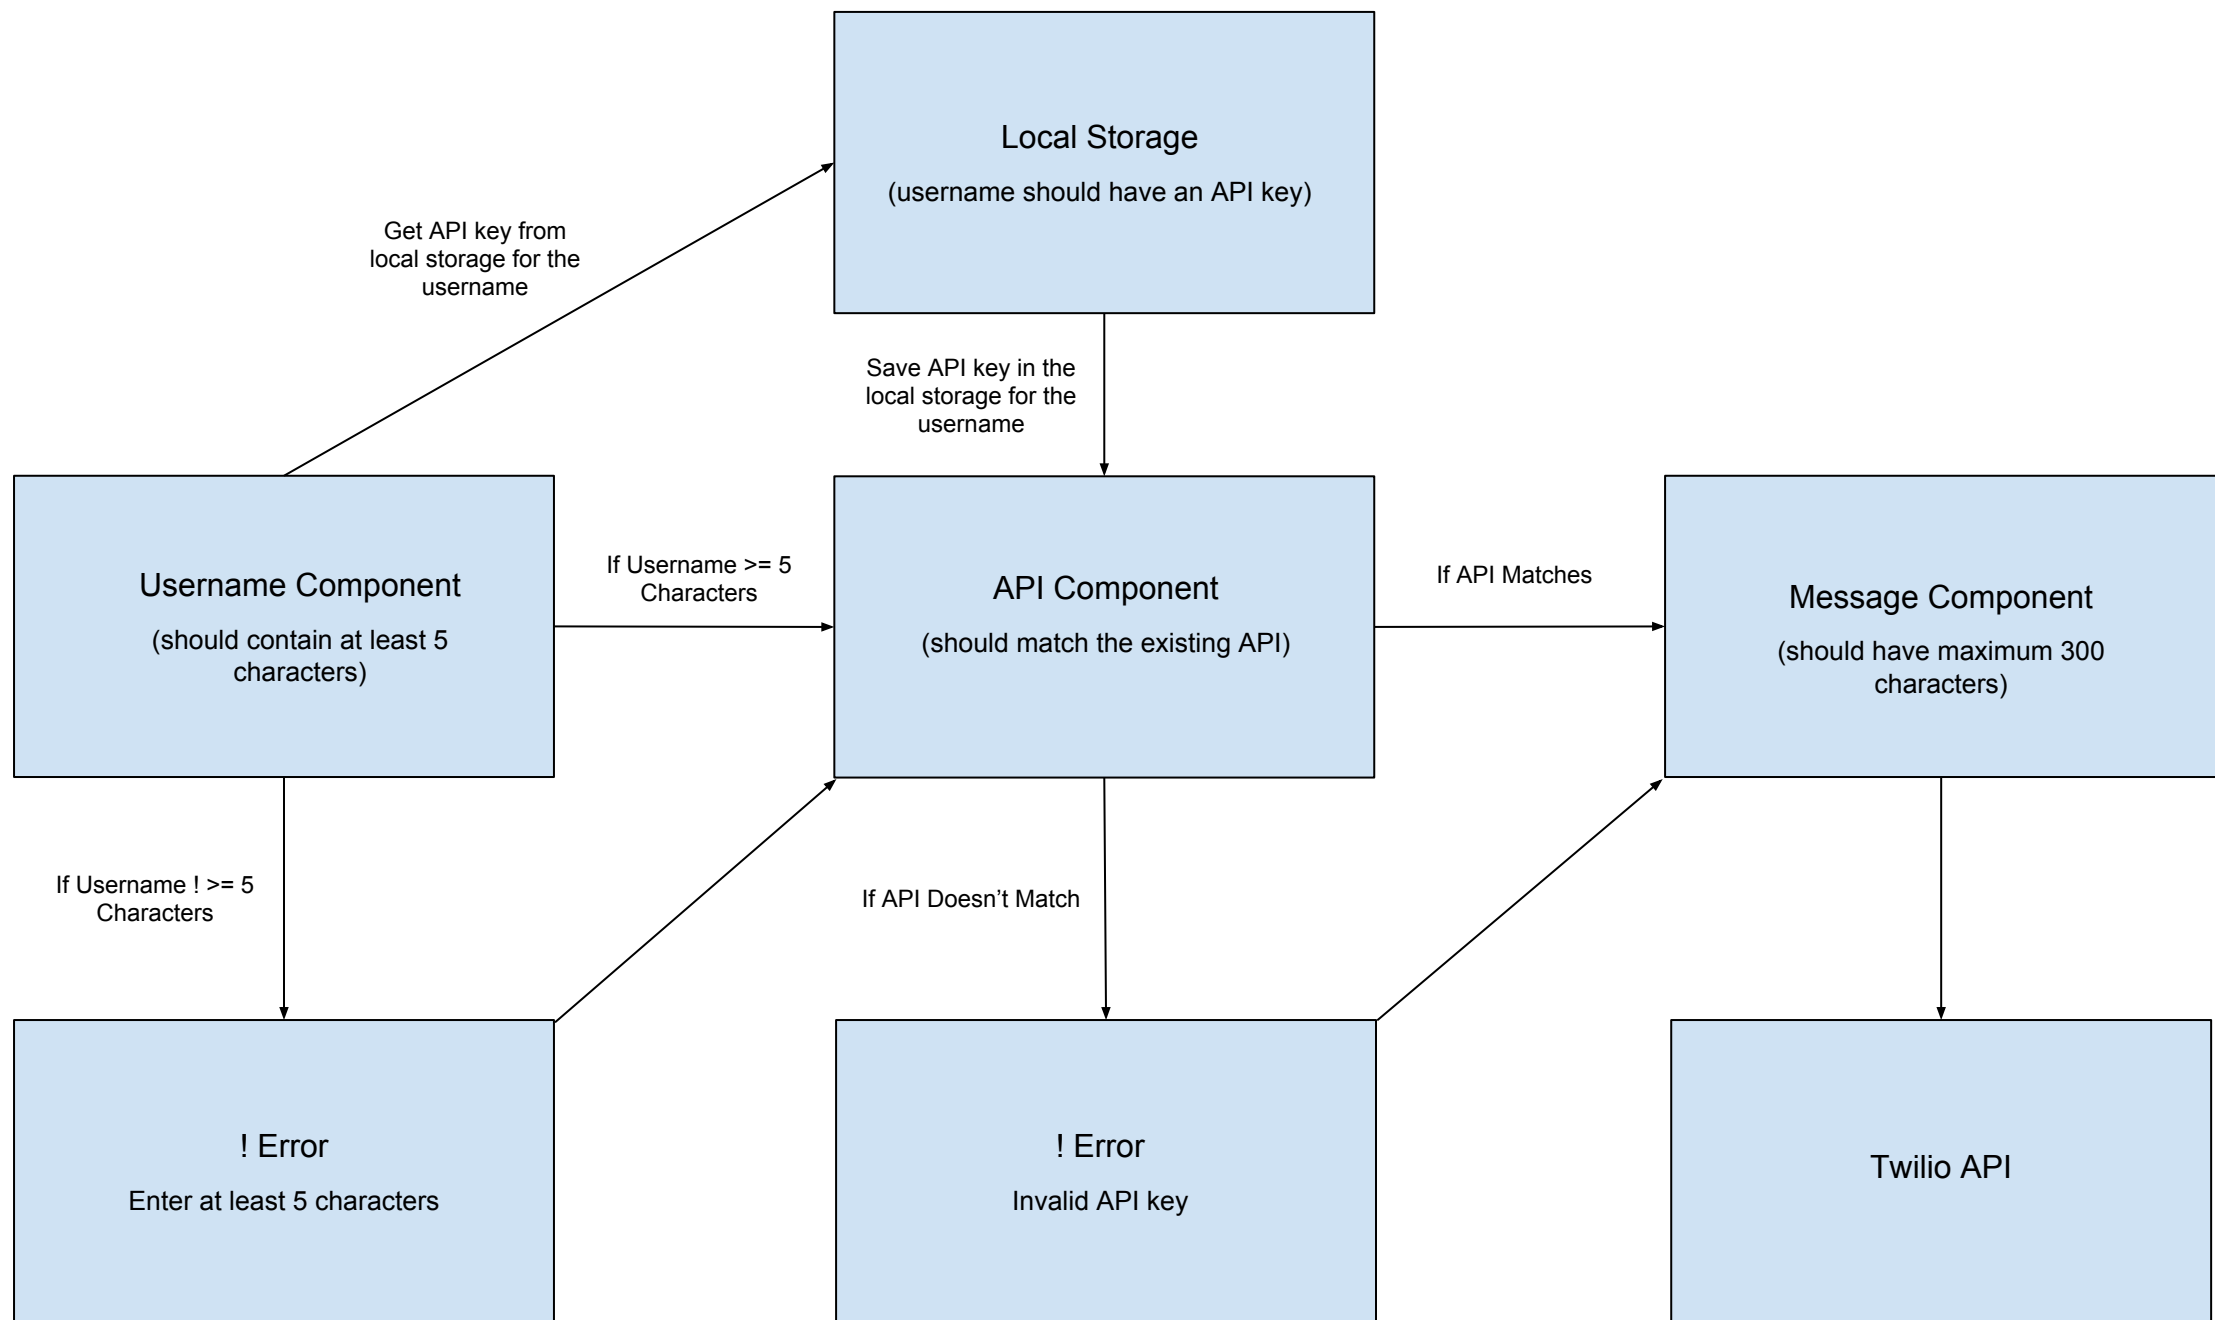 Local Storage
(username should have an API key)
Get API key from
local storage for the
username
Save API key in the
local storage for the
username
Username Component
(should contain at least 5
characters)
If Username >= 5
Characters
API Component
(should match the existing API)
If API Matches
Message Component
(should have maximum 300
characters)
If Username ! >= 5
Characters
If API Doesn’t Match
! Error
Enter at least 5 characters
! Error
Invalid API key
Twilio API